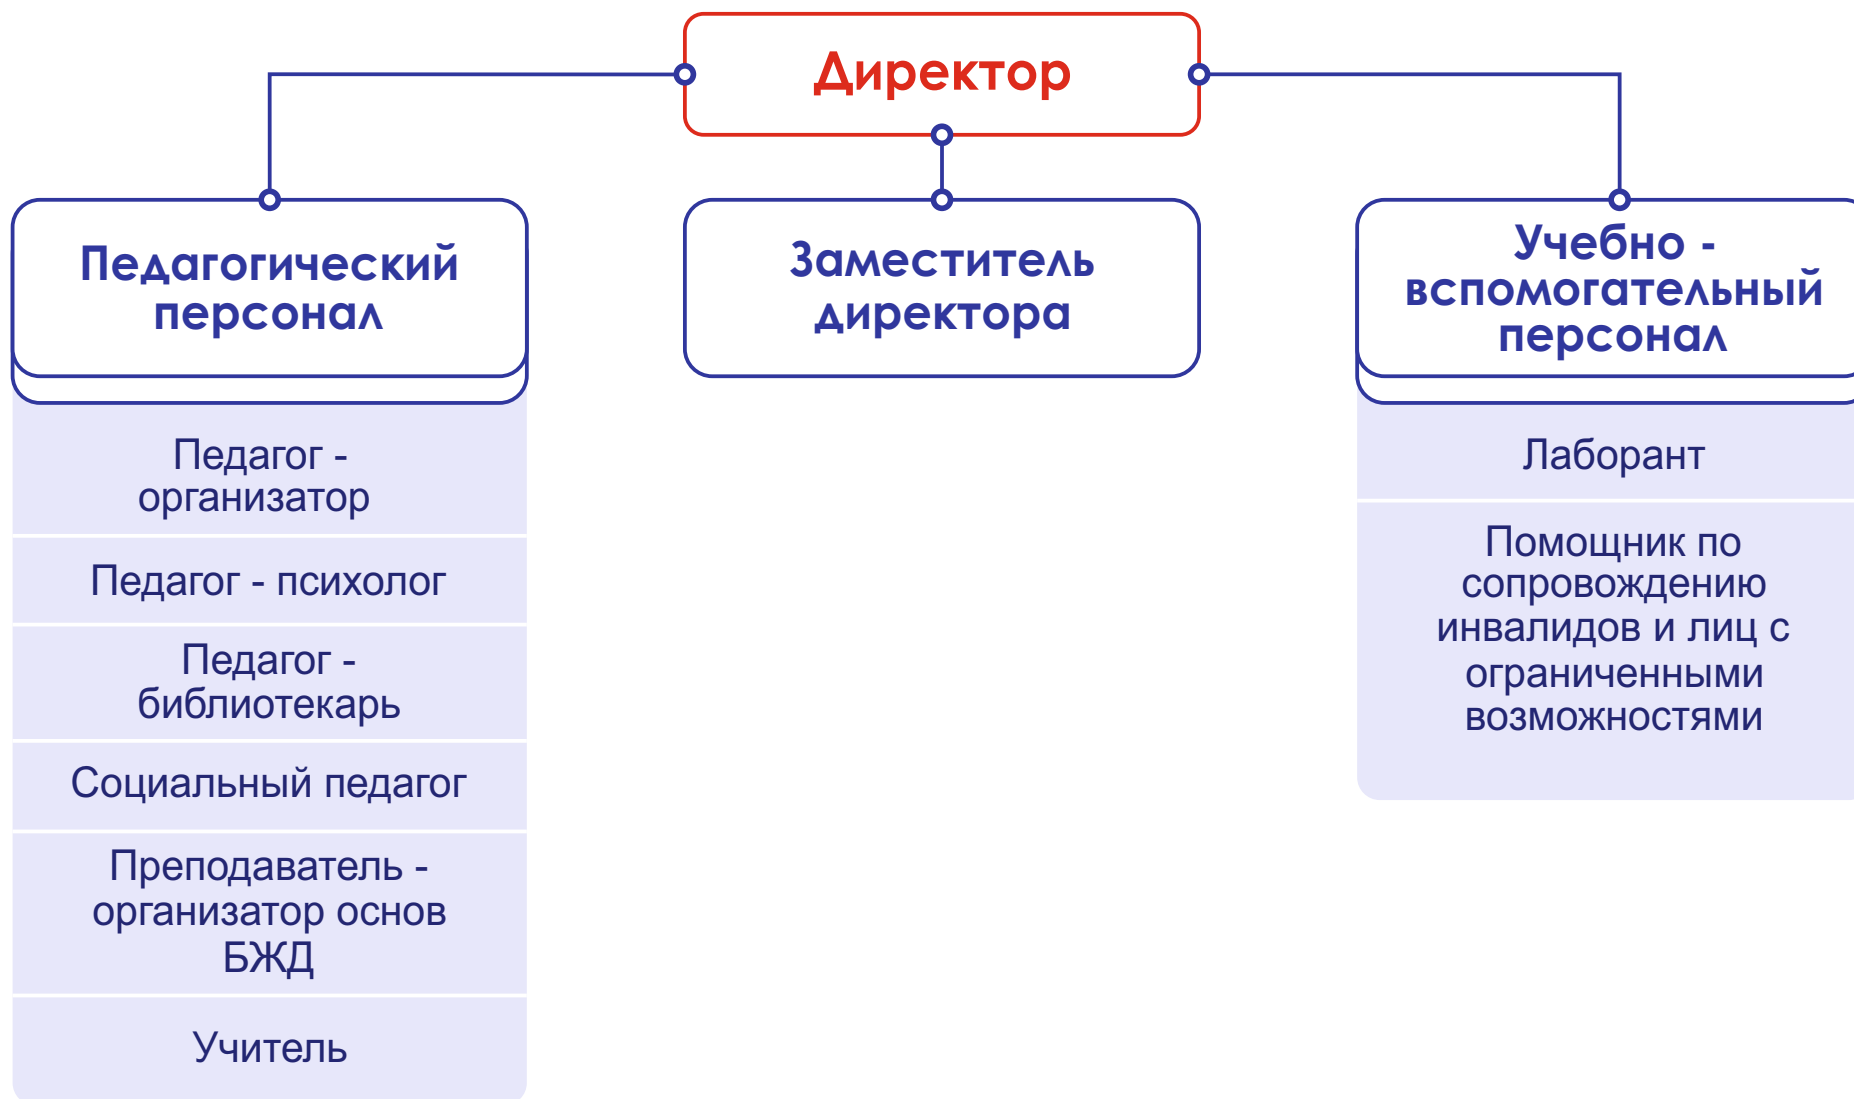 Директор
Педагогический
персонал
Педагог -
организатор
Педагог - психолог
Педагог -
библиотекарь
Социальный педагог
Преподаватель -
организатор основ
БЖД
Учитель
Заместитель
директора
Учебно -
вспомогательный
персонал
Лаборант
Помощник по
сопровождению
инвалидов и лиц с
ограниченными
возможностями